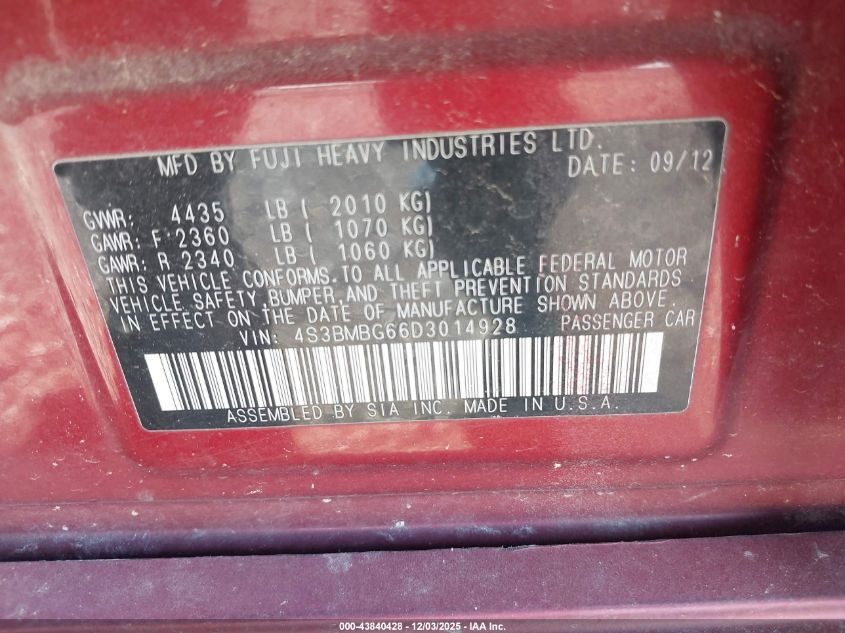 MFD BY FUJI HEAVY INDUSTRIES LTD.
DATE: 09/12
GVWR: 4435 LB ( 2010 KG)
GAWR: F 2360 LB ( 1070 KG)
GAWR: R 2340 LB ( 1060 KG)
THIS VEHICLE CONFORMS TO ALL APPLICABLE FEDERAL MOTOR
VEHICLE SAFETY, BUMPER, AND THEFT PREVENTION STANDARDS
IN EFFECT ON THE DATE OF MANUFACTURE SHOWN ABOVE.
VIN: 4S3BMBG66D3014928 PASSENGER CAR
ASSEMBLED BY SIA INC. MADE IN U.S.A.
000-43840428 - 12/03/2025 - IAA Inc.